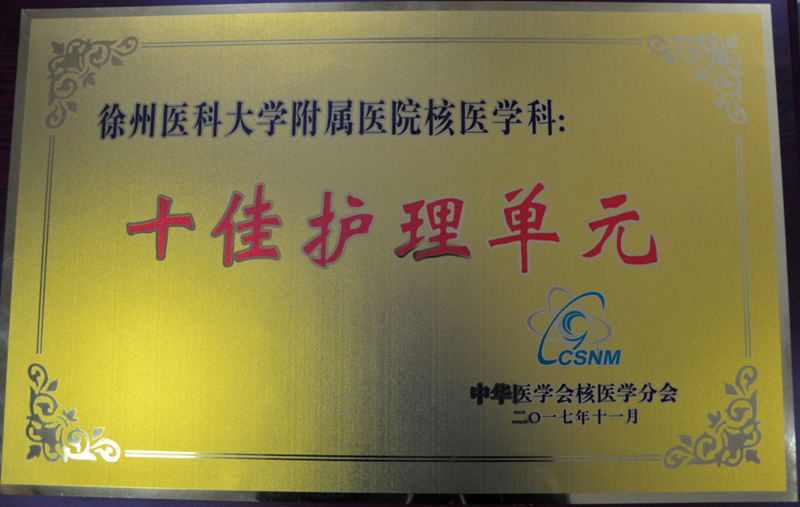 徐州医科大学附属医院核医学科:
十佳护理单元
CSNM
中华医学会核医学分会
二〇一七年十一月